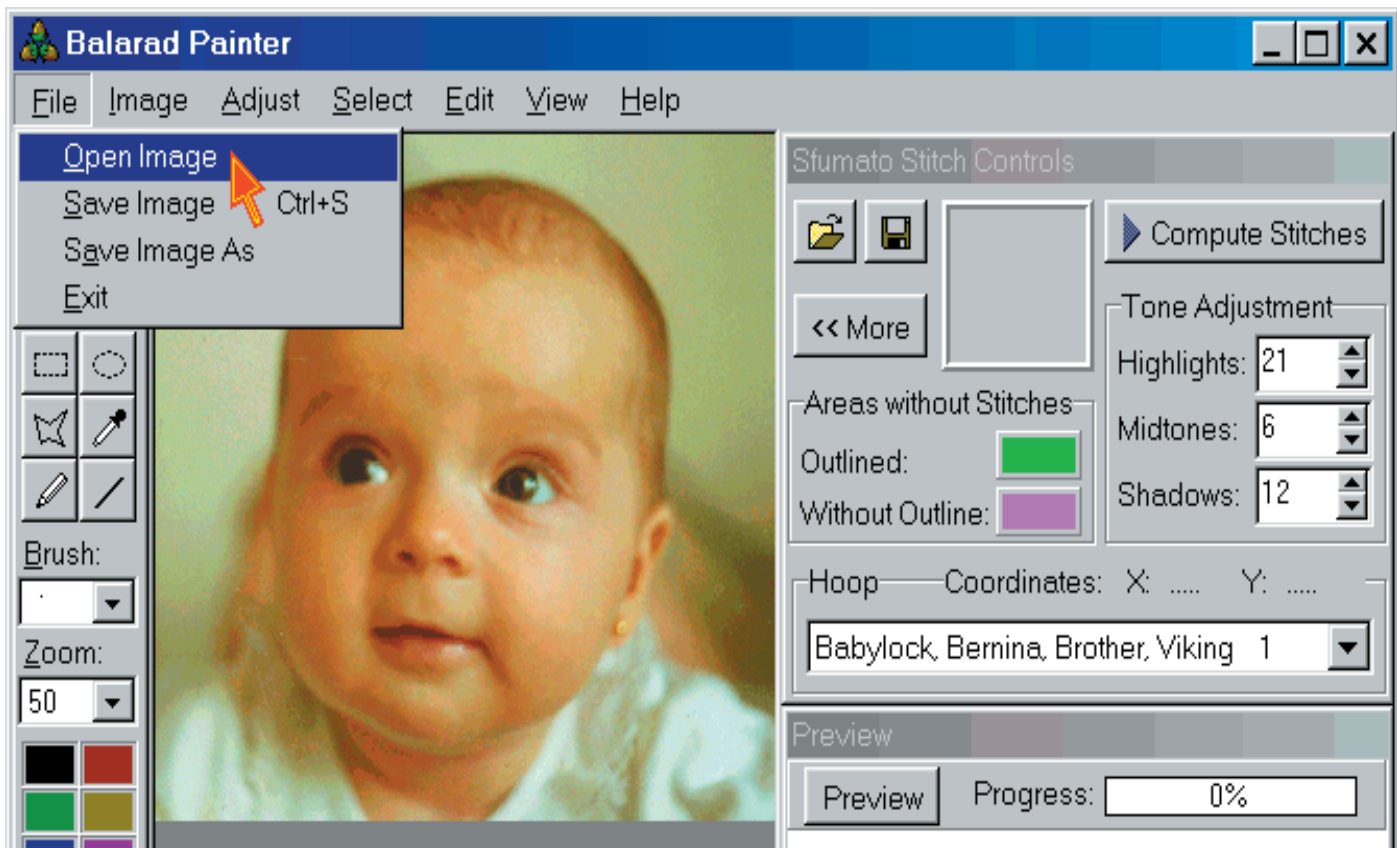 Balarad Painter
File Image Adjust Select Edit View Help
Open Image
Save Image Ctrl+S
Save Image As
Exit
Brush:
Zoom:
50
Sfumato Stitch Controls
Compute Stitches
<< More
Tone Adjustment
Highlights: 21
Midtones: 6
Shadows: 12
Areas without Stitches
Outlined:
Without Outline:
Hoop Coordinates: X: ..... Y: .....
Babylock, Bernina, Brother, Viking 1
Preview
Preview Progress: 0%